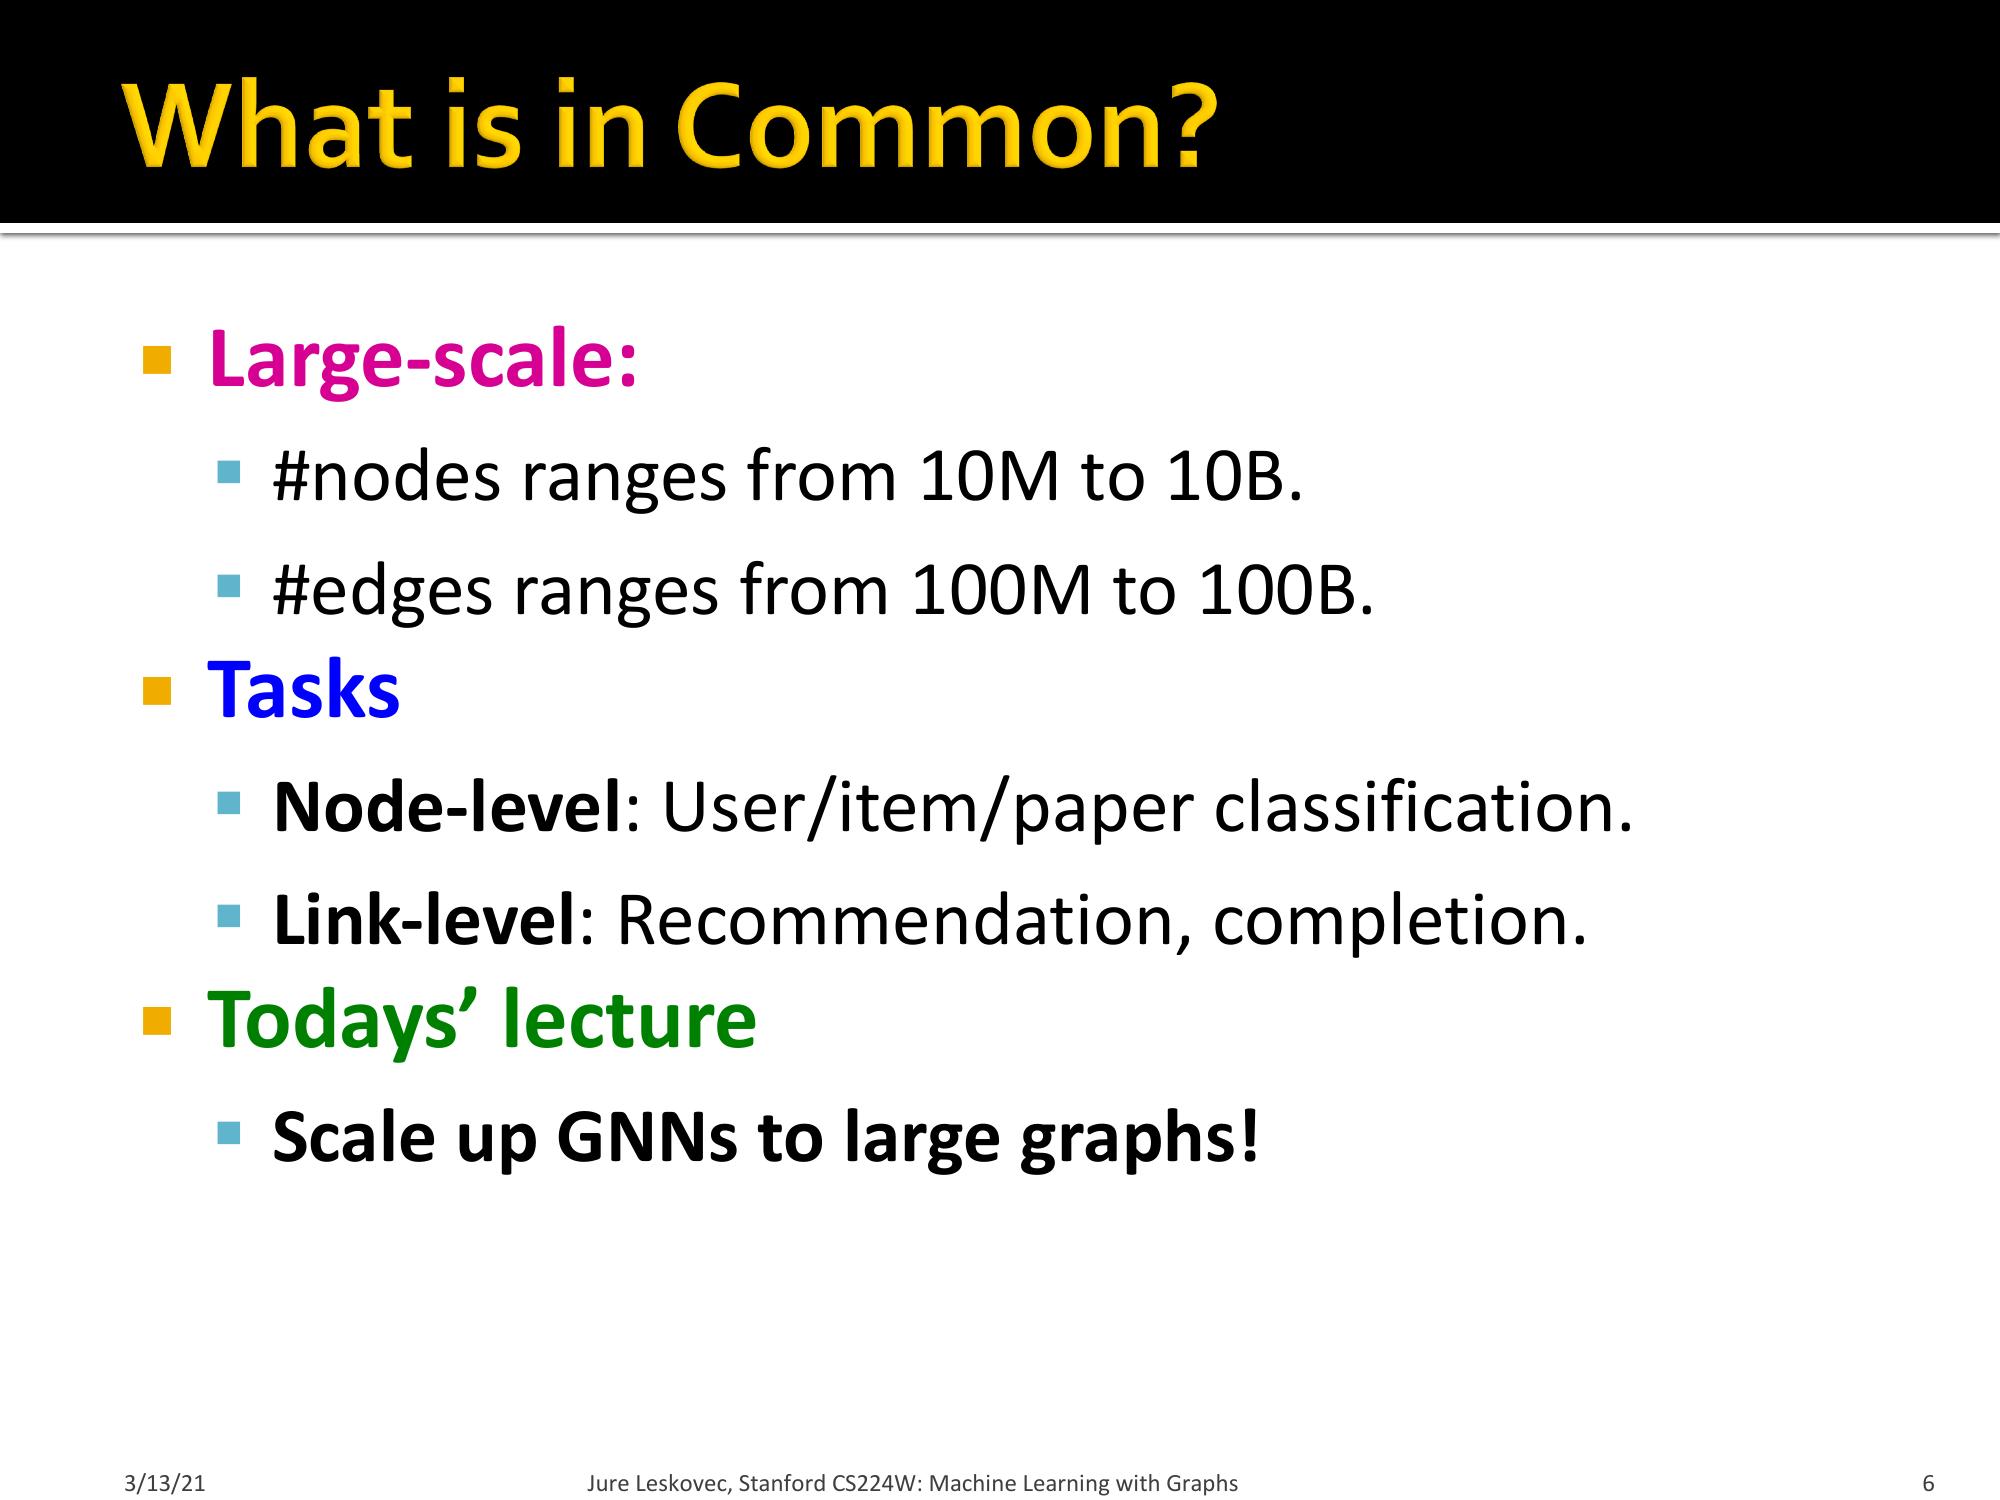 What is in Common?
Large-scale:
#nodes ranges from 10M to 10B.
#edges ranges from 100M to 100B.
Tasks
Node-level: User/item/paper classification.
Link-level: Recommendation, completion.
Todays’ lecture
Scale up GNNs to large graphs!
3/13/21
Jure Leskovec, Stanford CS224W: Machine Learning with Graphs
6